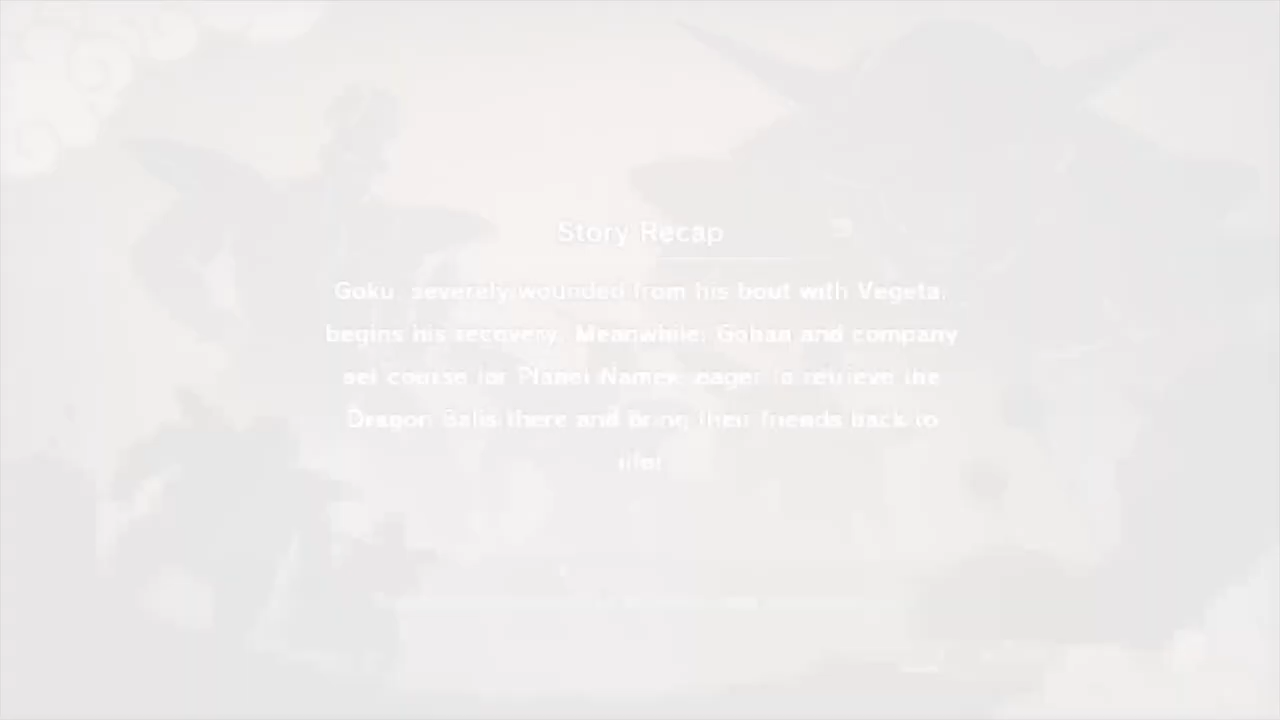 Story Recap
Goku, severely wounded from his bout with Vegeta,
begins his recovery. Meanwhile, Gohan and company
set course for Planet Namek, eager to retrieve the
Dragon Balls there and bring their friends back to
life!